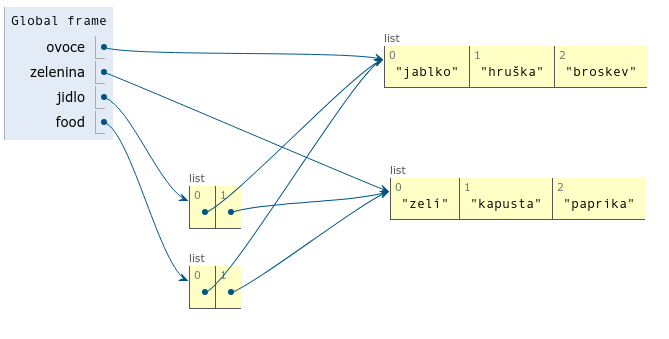 Global frame
ovoce
zelenina
jidlo
food
list
0 1 2
"jablko" "hruška" "broskev"
list
0 1 2
"zelí" "kapusta" "paprika"
list
0 1
list
0 1